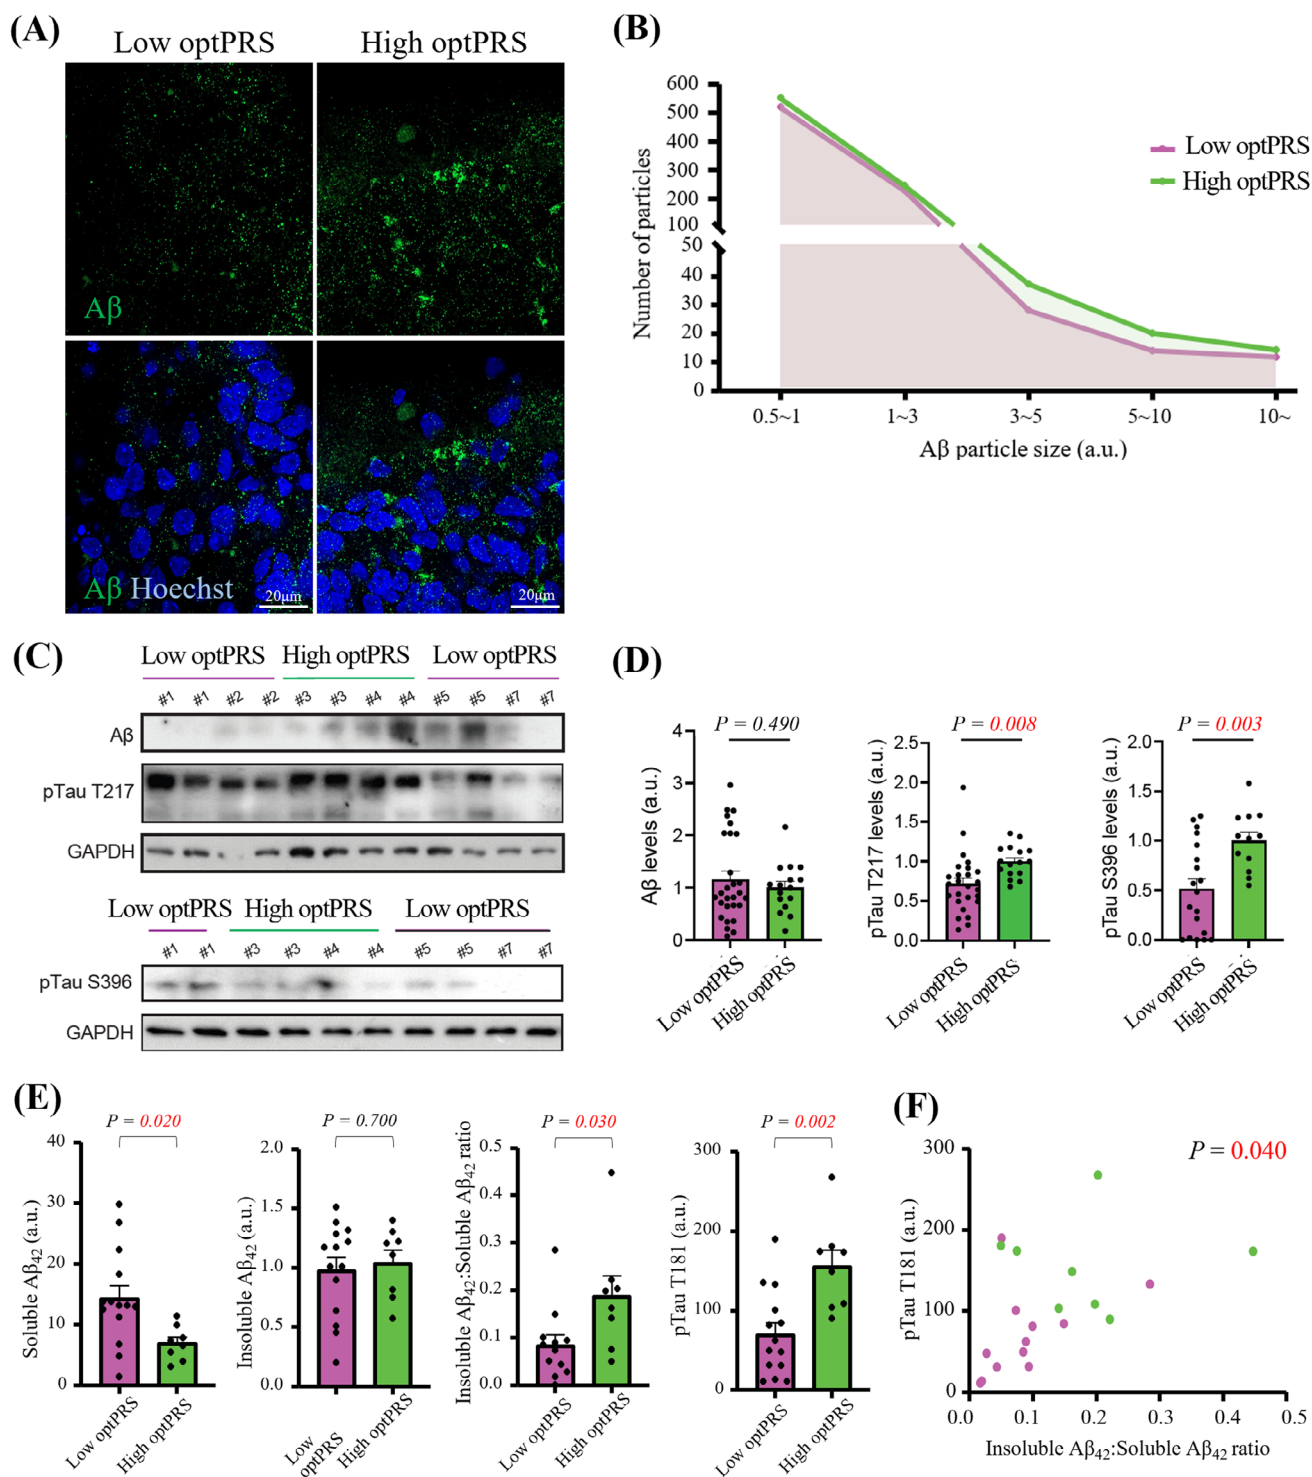 (A)
Low optPRS
High optPRS
Aβ
Aβ Hoechst
20μm
20μm
(B)
Number of particles
600
500
400
300
200
100
50
40
30
20
10
0
0.5~1
1~3
3~5
5~10
10~
Aβ particle size (a.u.)
Low optPRS
High optPRS
(C)
Low optPRS
High optPRS
Low optPRS
#1 #1 #2 #2 #3 #3 #4 #4 #5 #5 #7 #7
Aβ
pTau T217
GAPDH
Low optPRS
High optPRS
Low optPRS
#1 #1 #3 #3 #4 #4 #5 #5 #7 #7
pTau S396
GAPDH
(D)
P = 0.490
Aβ levels (a.u.)
4
3
2
1
0
Low optPRS
High optPRS
P = 0.008
pTau T217 levels (a.u.)
2.5
2.0
1.5
1.0
0.5
0.0
Low optPRS
High optPRS
P = 0.003
pTau S396 levels (a.u.)
2.0
1.5
1.0
0.5
0.0
Low optPRS
High optPRS
(E)
P = 0.020
Soluble Aβ42 (a.u.)
40
30
20
10
0
Low optPRS
High optPRS
P = 0.700
Insoluble Aβ42 (a.u.)
2.0
1.5
1.0
0.5
0.0
Low
optPRS
High optPRS
P = 0.030
Insoluble Aβ42:Soluble Aβ42 ratio
0.5
0.4
0.3
0.2
0.1
0.0
Low optPRS
High optPRS
P = 0.002
pTau T181 (a.u.)
300
200
100
0
Low optPRS
High optPRS
(F)
P = 0.040
pTau T181 (a.u.)
300
200
100
0
0.0
0.1
0.2
0.3
0.4
0.5
Insoluble Aβ42:Soluble Aβ42 ratio